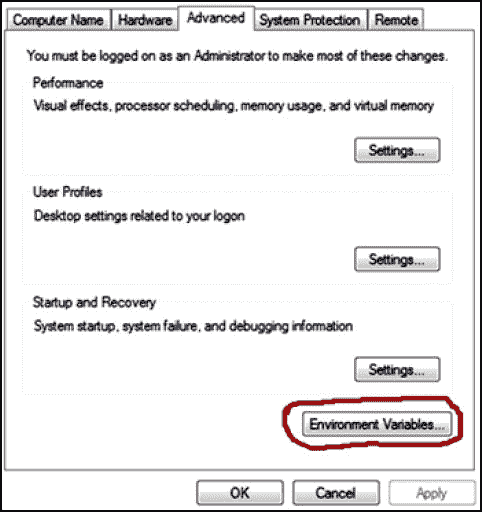 Computer Name Hardware Advanced System Protection Remote
You must be logged on as an Administrator to make most of these changes.
Performance
Visual effects, processor scheduling, memory usage, and virtual memory
Settings...
User Profiles
Desktop settings related to your logon
Settings...
Startup and Recovery
System startup, system failure, and debugging information
Settings...
Environment Variables...
OK Cancel Apply